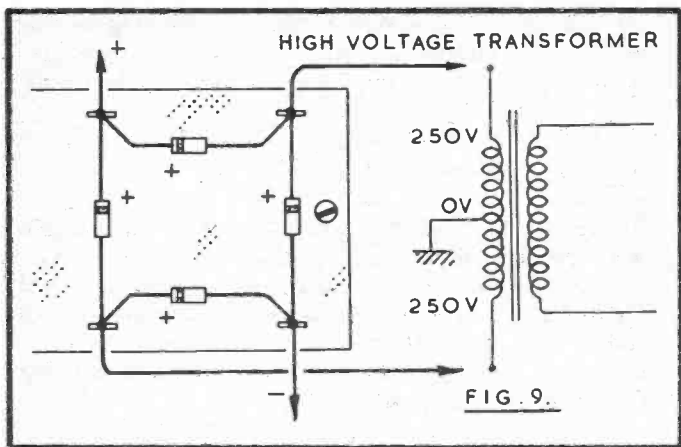 +
HIGH VOLTAGE TRANSFORMER
250V
+
+
+
0V
+
250V
−
FIG. 9.